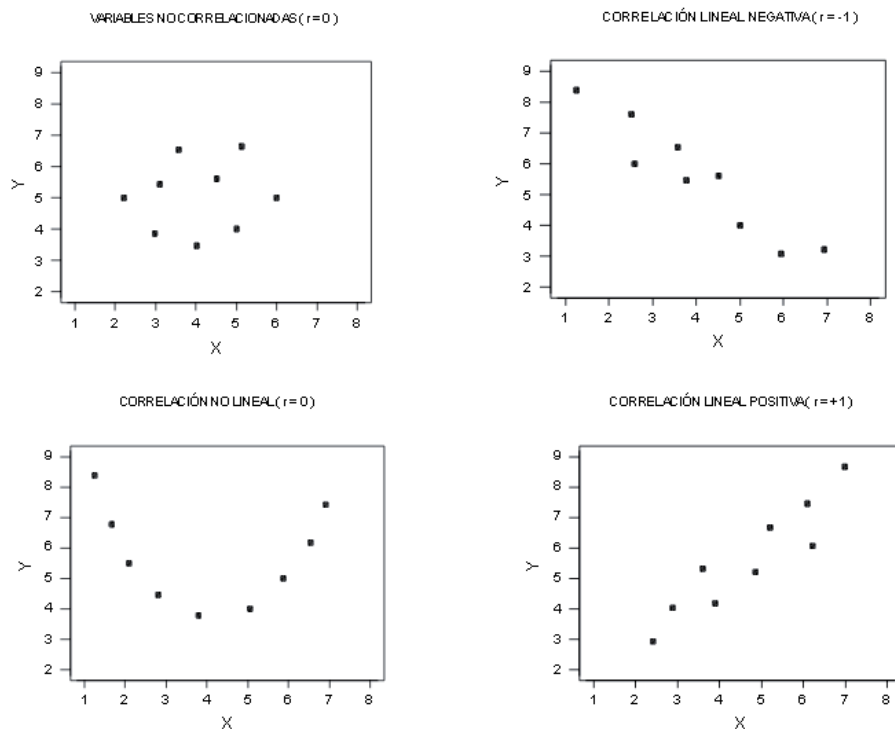 VARIABLES NO CORRELACIONADAS ( r = 0 )
9
8
7
6
5
4
3
2
Y
1 2 3 4 5 6 7 8
X
CORRELACIÓN LINEAL NEGATIVA ( r = -1 )
9
8
7
6
5
4
3
2
Y
1 2 3 4 5 6 7 8
X
CORRELACIÓN NO LINEAL ( r = 0 )
9
8
7
6
5
4
3
2
Y
1 2 3 4 5 6 7 8
X
CORRELACIÓN LINEAL POSITIVA ( r = +1 )
9
8
7
6
5
4
3
2
Y
1 2 3 4 5 6 7 8
X